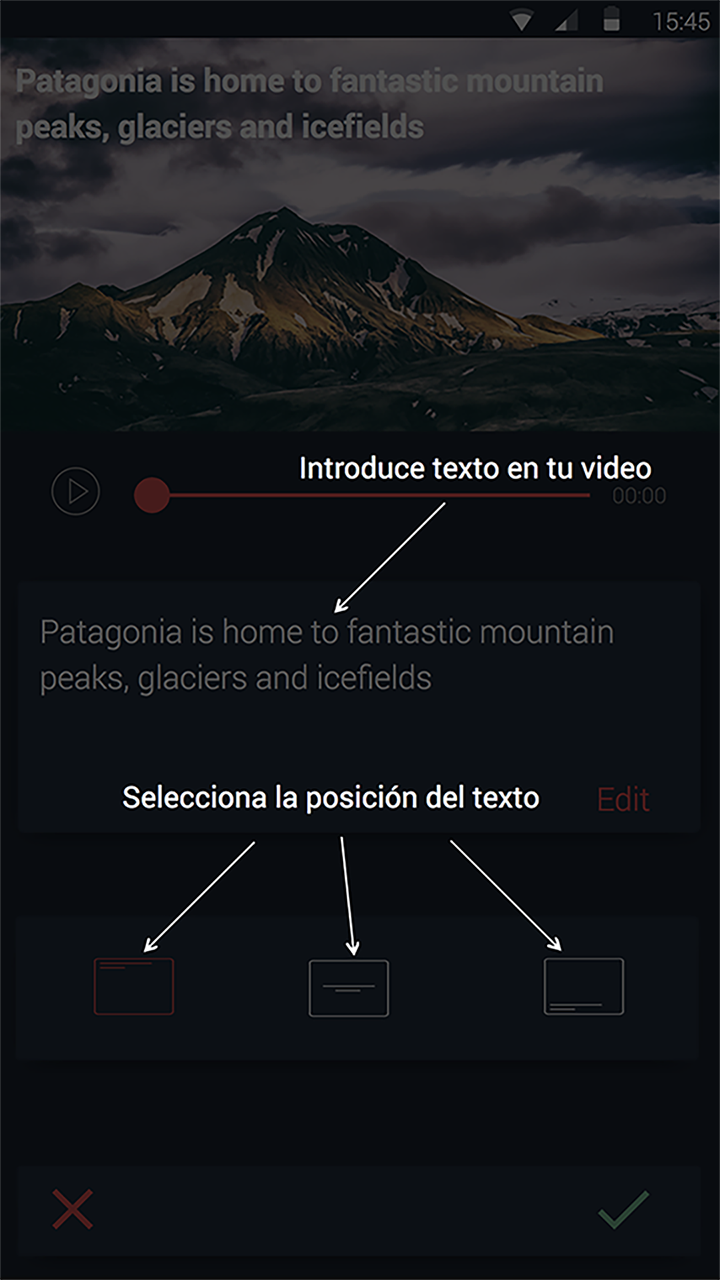 15:45
Patagonia is home to fantastic mountain
peaks, glaciers and icefields
Introduce texto en tu video
00:00
Patagonia is home to fantastic mountain
peaks, glaciers and icefields
Selecciona la posición del texto
Edit